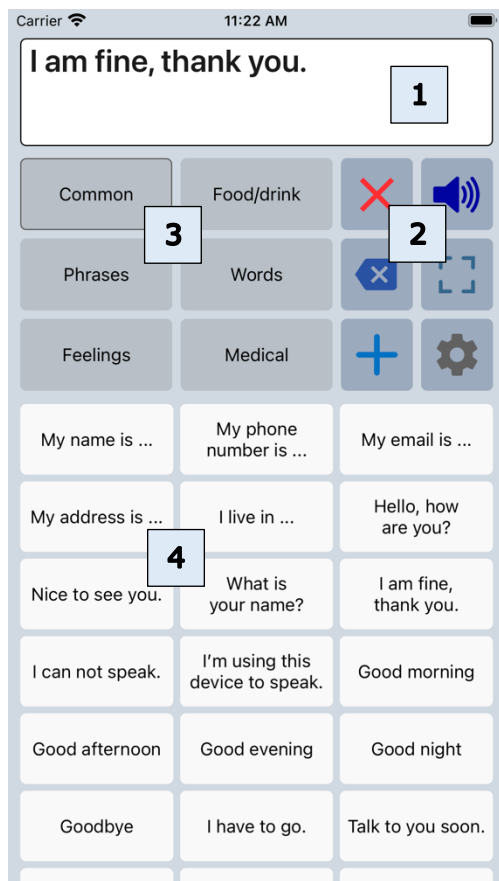 Carrier 11:22 AM
I am fine, thank you.
1
Common Food/drink
3 2
Phrases Words
Feelings Medical
My name is ... My phone number is ... My email is ...
My address is ... I live in ... Hello, how are you?
4
Nice to see you. What is your name? I am fine, thank you.
I can not speak. I'm using this device to speak. Good morning
Good afternoon Good evening Good night
Goodbye I have to go. Talk to you soon.